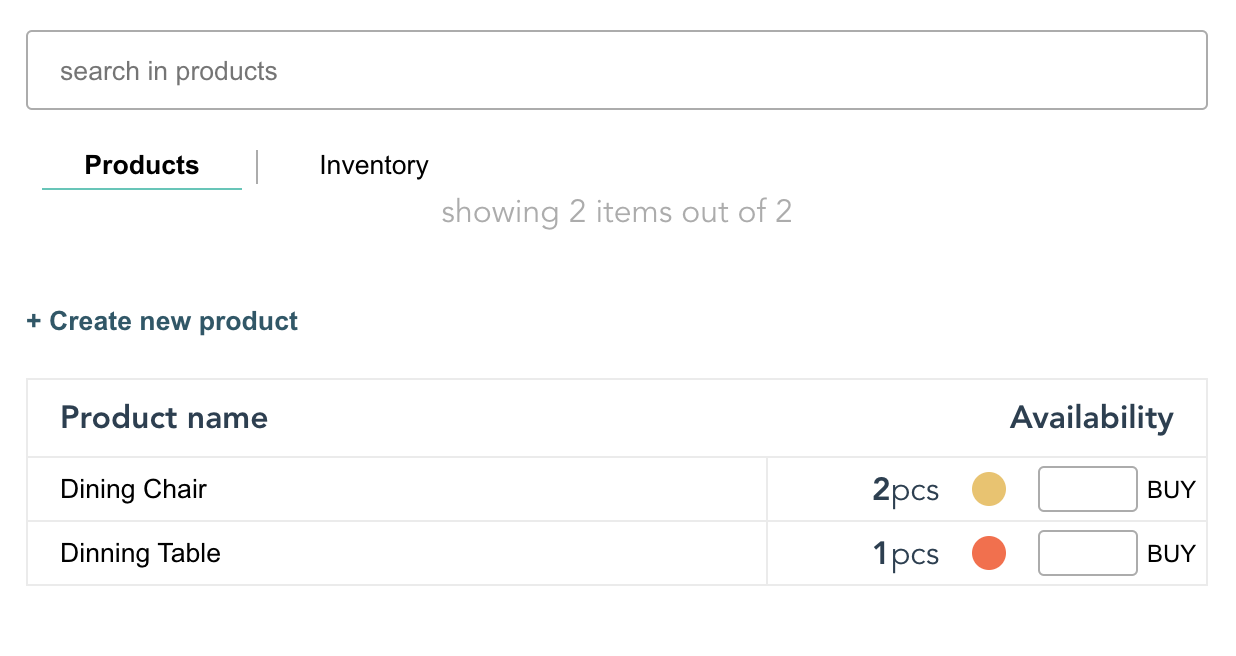 search in products
Products Inventory
showing 2 items out of 2
+ Create new product
Product name Availability
Dining Chair 2pcs BUY
Dinning Table 1pcs BUY